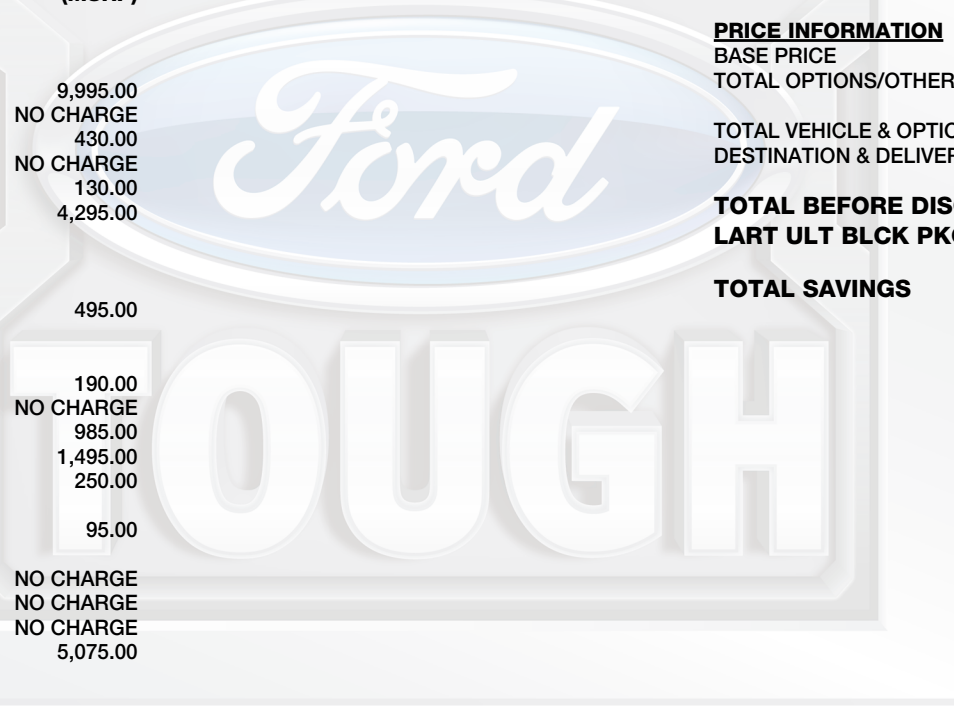 (MSRP)
9,995.00
NO CHARGE
430.00
NO CHARGE
130.00
4,295.00
495.00
190.00
NO CHARGE
985.00
1,495.00
250.00
95.00
NO CHARGE
NO CHARGE
NO CHARGE
5,075.00
Ford
TOUGH
PRICE INFORMATION
BASE PRICE
TOTAL OPTIONS/OTHER
TOTAL VEHICLE & OPTIO
DESTINATION & DELIVER
TOTAL BEFORE DIS
LART ULT BLCK PK
TOTAL SAVINGS